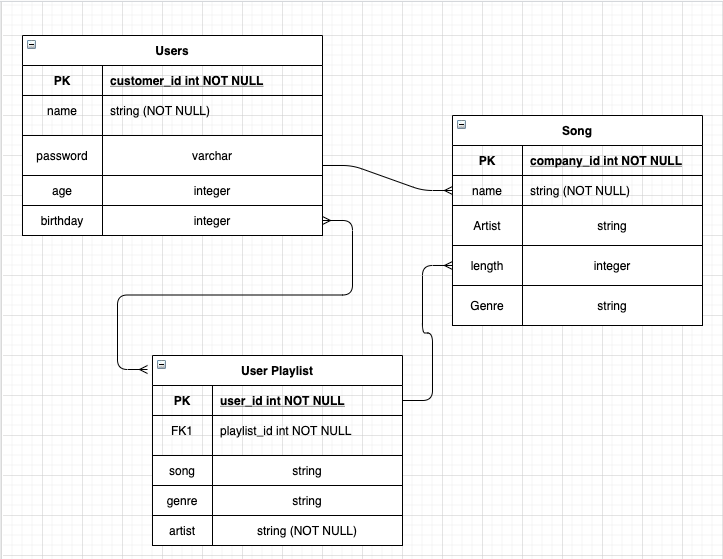 Users
PK customer_id int NOT NULL
name string (NOT NULL)
password varchar
age integer
birthday integer
Song
PK company_id int NOT NULL
name string (NOT NULL)
Artist string
length integer
Genre string
User Playlist
PK user_id int NOT NULL
FK1 playlist_id int NOT NULL
song string
genre string
artist string (NOT NULL)